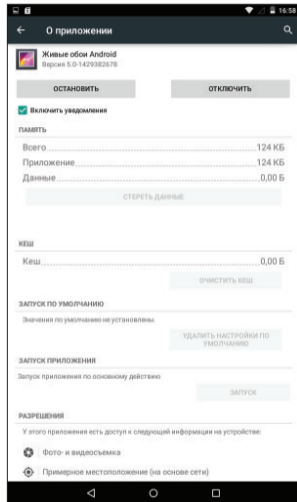 16:58
О приложении
Живые обои Android
Версия 5.0-1429382678
ОСТАНОВИТЬ
ОТКЛЮЧИТЬ
Включить уведомления
ПАМЯТЬ
Всего 124 КБ
Приложение 124 КБ
Данные 0,00 Б
СТЕРЕТЬ ДАННЫЕ
КЕШ
Кеш 0,00 Б
ОЧИСТИТЬ КЕШ
ЗАПУСК ПО УМОЛЧАНИЮ
Значения по умолчанию не установлены.
УДАЛИТЬ НАСТРОЙКИ ПО
УМОЛЧАНИЮ
ЗАПУСК ПРИЛОЖЕНИЯ
Запуск приложения по основному действию
ЗАПУСК
РАЗРЕШЕНИЯ
У этого приложения есть доступ к следующей информации на устройстве:
Фото- и видеосъемка
Примерное местоположение (на основе сети)